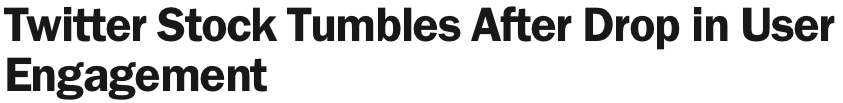 Twitter Stock Tumbles After Drop in User
Engagement